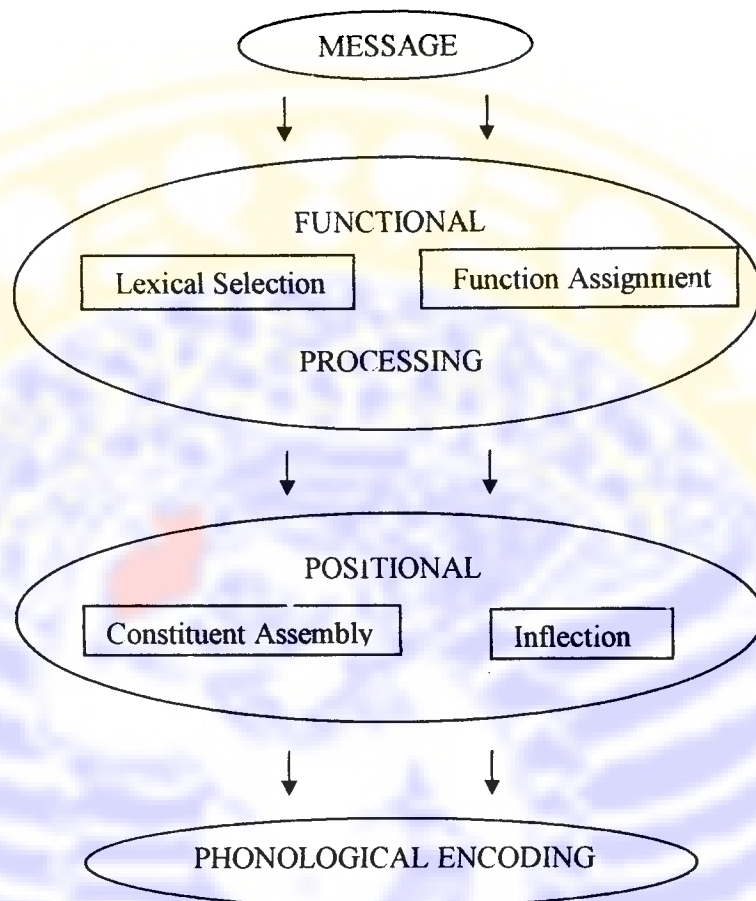 MESSAGE
FUNCTIONAL
Lexical Selection
Function Assignment
PROCESSING
POSITIONAL
Constituent Assembly
Inflection
PHONOLOGICAL ENCODING